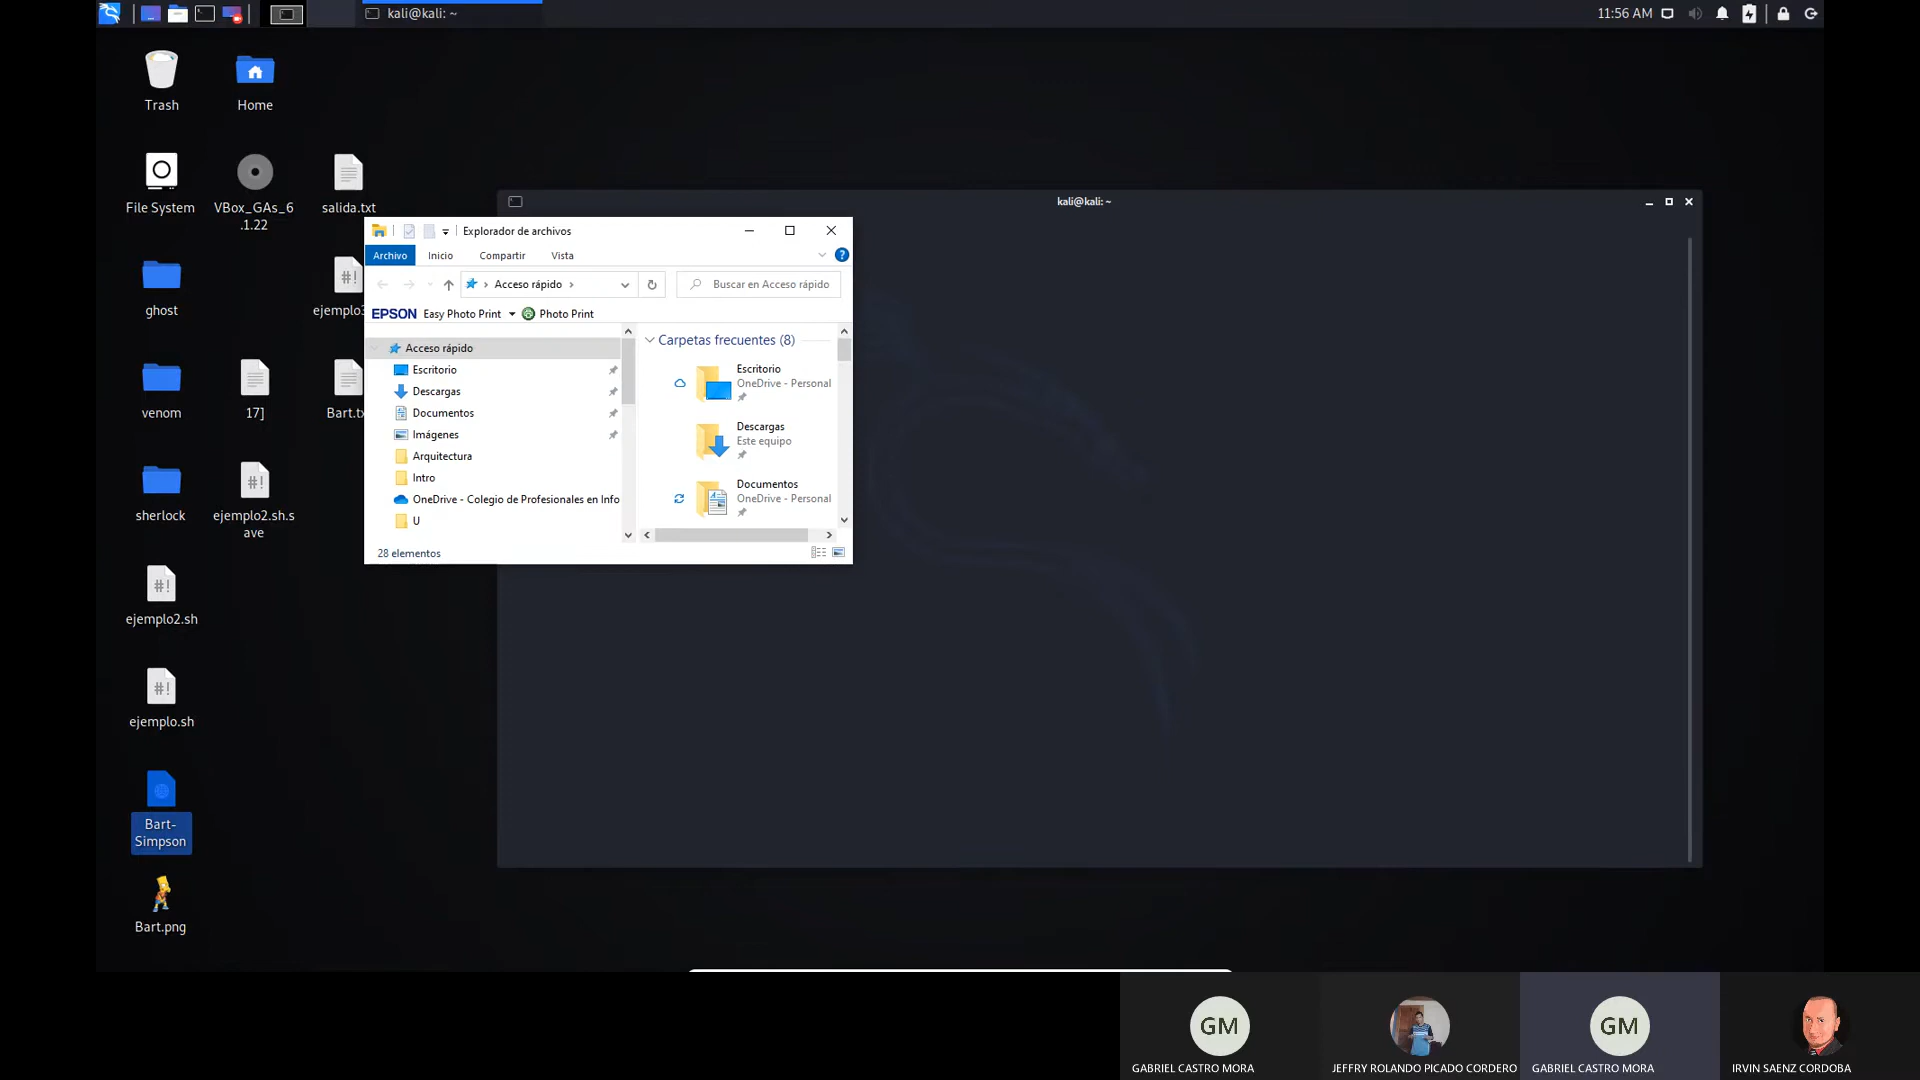 kali@kali: ~
11:56 AM
Trash
Home
File System
VBox_GAs_6
.1.22
salida.txt
ghost
ejemplo3
venom
17]
Bart.tx
sherlock
ejemplo2.sh.s
ave
ejemplo2.sh
ejemplo.sh
Bart-
Simpson
Bart.png
kali@kali: ~
Explorador de archivos
Archivo
Inicio
Compartir
Vista
Acceso rápido
Buscar en Acceso rápido
EPSON Easy Photo Print
Photo Print
Acceso rápido
Escritorio
Descargas
Documentos
Imágenes
Arquitectura
Intro
OneDrive - Colegio de Profesionales en Info
U
Carpetas frecuentes (8)
Escritorio
OneDrive - Personal
Descargas
Este equipo
Documentos
OneDrive - Personal
28 elementos
GM
GABRIEL CASTRO MORA
JEFFRY ROLANDO PICADO CORDERO
GM
GABRIEL CASTRO MORA
IRVIN SAENZ CORDOBA